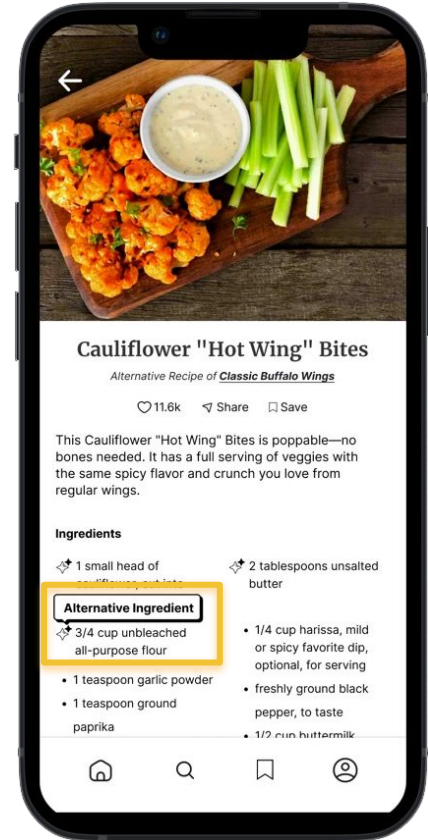 Cauliflower "Hot Wing" Bites
Alternative Recipe of Classic Buffalo Wings
11.6k Share Save
This Cauliflower "Hot Wing" Bites is poppable—no
bones needed. It has a full serving of veggies with
the same spicy flavor and crunch you love from
regular wings.
Ingredients
1 small head of
cauliflower, cut into
Alternative Ingredient
3/4 cup unbleached
all-purpose flour
• 1 teaspoon garlic powder
• 1 teaspoon ground
paprika
2 tablespoons unsalted
butter
• 1/4 cup harissa, mild
or spicy favorite dip,
optional, for serving
• freshly ground black
pepper, to taste
• 1/2 cup buttermilk